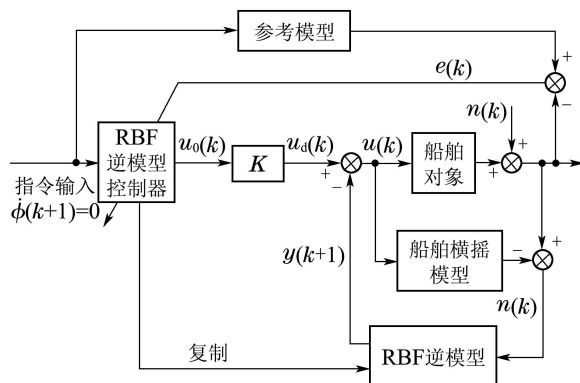 参考模型
+
e(k)
−
n(k)
RBF
逆模型
控制器
u₀(k)
K
u_d(k)
u(k)
船舶
对象
+
+
+
−
指令输入
ϕ̇(k+1)=0
y(k+1)
船舶横摇
模型
−
+
n(k)
复制
RBF逆模型